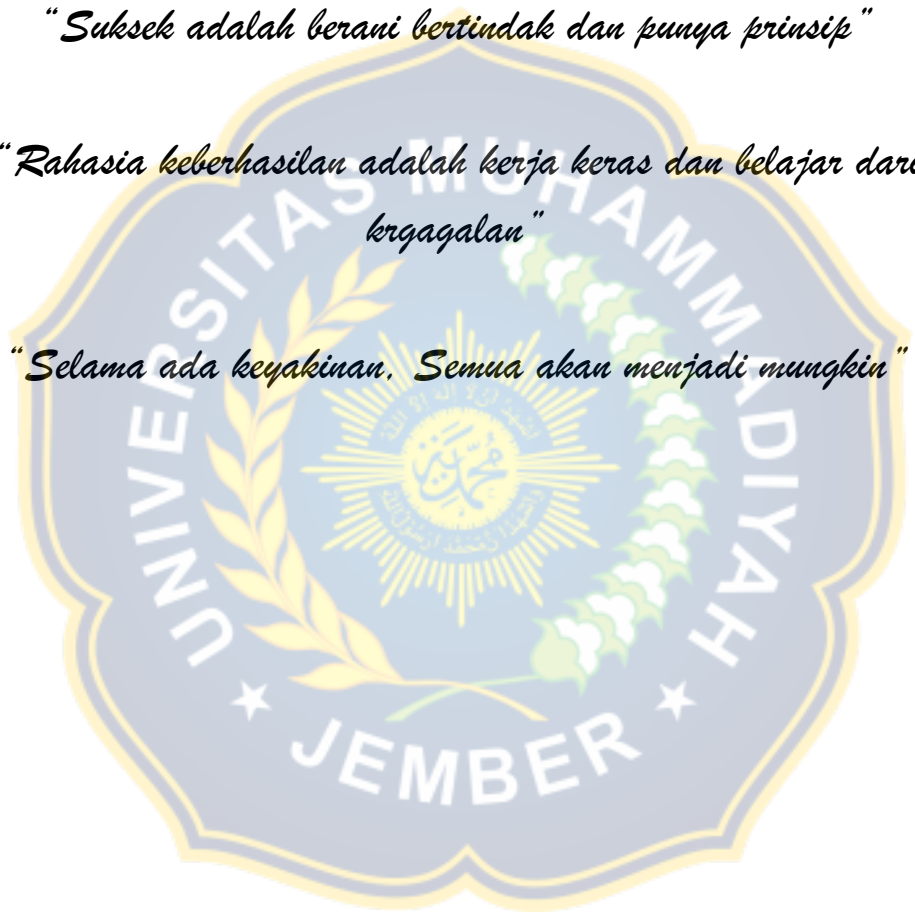 “Suksek adalah berani bertindak dan punya prinsip”
“Rahasia keberhasilan adalah kerja keras dan belajar dari
krgagalan”
“Selama ada keyakinan, Semua akan menjadi mungkin”
UNIVERSITAS MUHAMMADIYAH
JEMBER